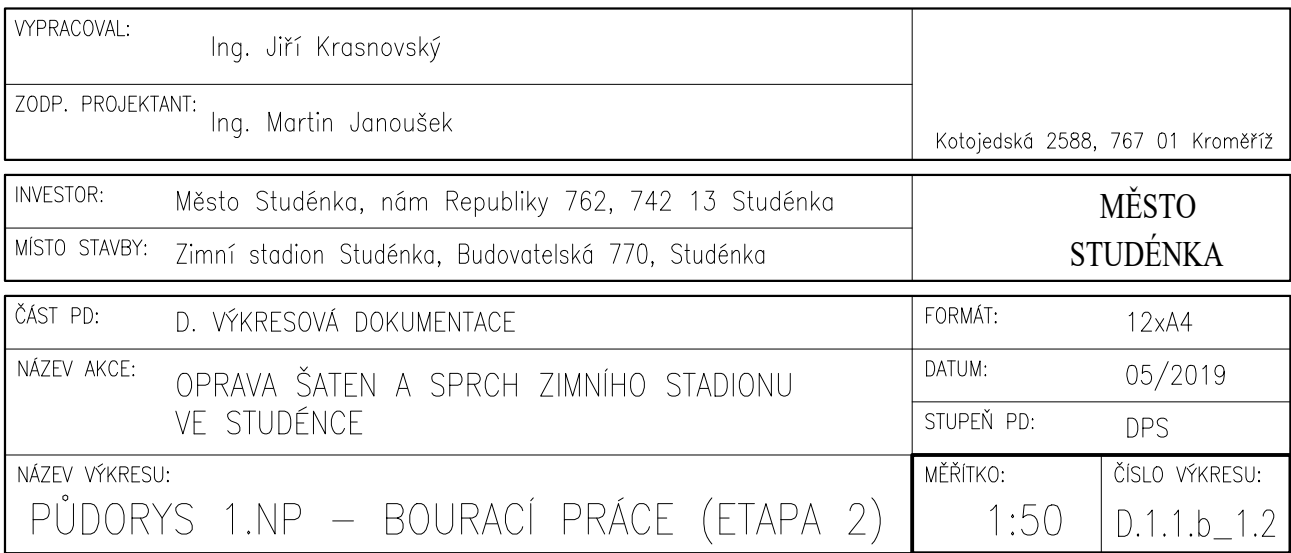 VYPRACOVAL:
Ing. Jiří Krasnovský
ZODP. PROJEKTANT:
Ing. Martin Janoušek
Kotojedská 2588, 767 01 Kroměříž
INVESTOR:
Město Studénka, nám Republiky 762, 742 13 Studénka
MÍSTO STAVBY:
Zimní stadion Studénka, Budovatelská 770, Studénka
MĚSTO
STUDÉNKA
ČÁST PD:
D. VÝKRESOVÁ DOKUMENTACE
FORMÁT:
12xA4
NÁZEV AKCE:
OPRAVA ŠATEN A SPRCH ZIMNÍHO STADIONU
VE STUDÉNCE
DATUM:
05/2019
STUPEŇ PD:
DPS
NÁZEV VÝKRESU:
PŮDORYS 1.NP – BOURACÍ PRÁCE (ETAPA 2)
MĚŘÍTKO:
1:50
ČÍSLO VÝKRESU:
D.1.1.b_1.2